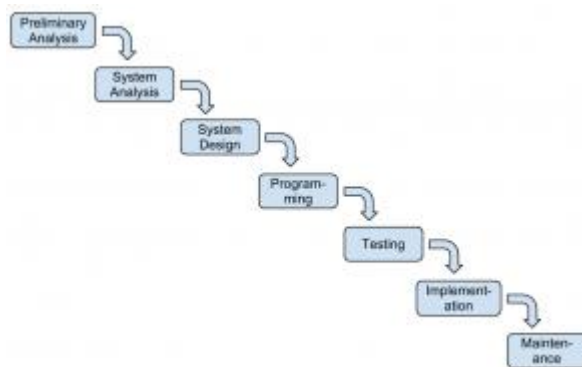 Preliminary
Analysis
System
Analysis
System
Design
Program-
ming
Testing
Implement-
ation
Mainten-
ance